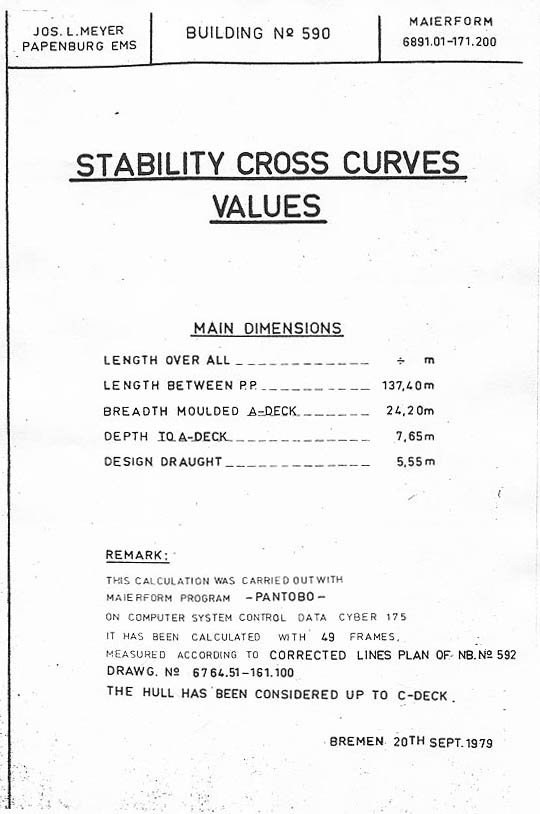 JOS. L. MEYER
PAPENBURG EMS
BUILDING Nº 590
MAIERFORM
6891.01-171.200
STABILITY CROSS CURVES
VALUES
MAIN DIMENSIONS
LENGTH OVER ALL ÷ m
LENGTH BETWEEN P.P. 137,40m
BREADTH MOULDED A-DECK 24,20m
DEPTH TO A-DECK 7,65m
DESIGN DRAUGHT 5,55m
REMARK:
THIS CALCULATION WAS CARRIED OUT WITH
MAIERFORM PROGRAM -PANTOBO-
ON COMPUTER SYSTEM CONTROL DATA CYBER 175
IT HAS BEEN CALCULATED WITH 49 FRAMES,
MEASURED ACCORDING TO CORRECTED LINES PLAN OF NB.Nº 592
DRAWG. Nº 6764.51-161.100
THE HULL HAS BEEN CONSIDERED UP TO C-DECK.
BREMEN 20TH SEPT. 1979